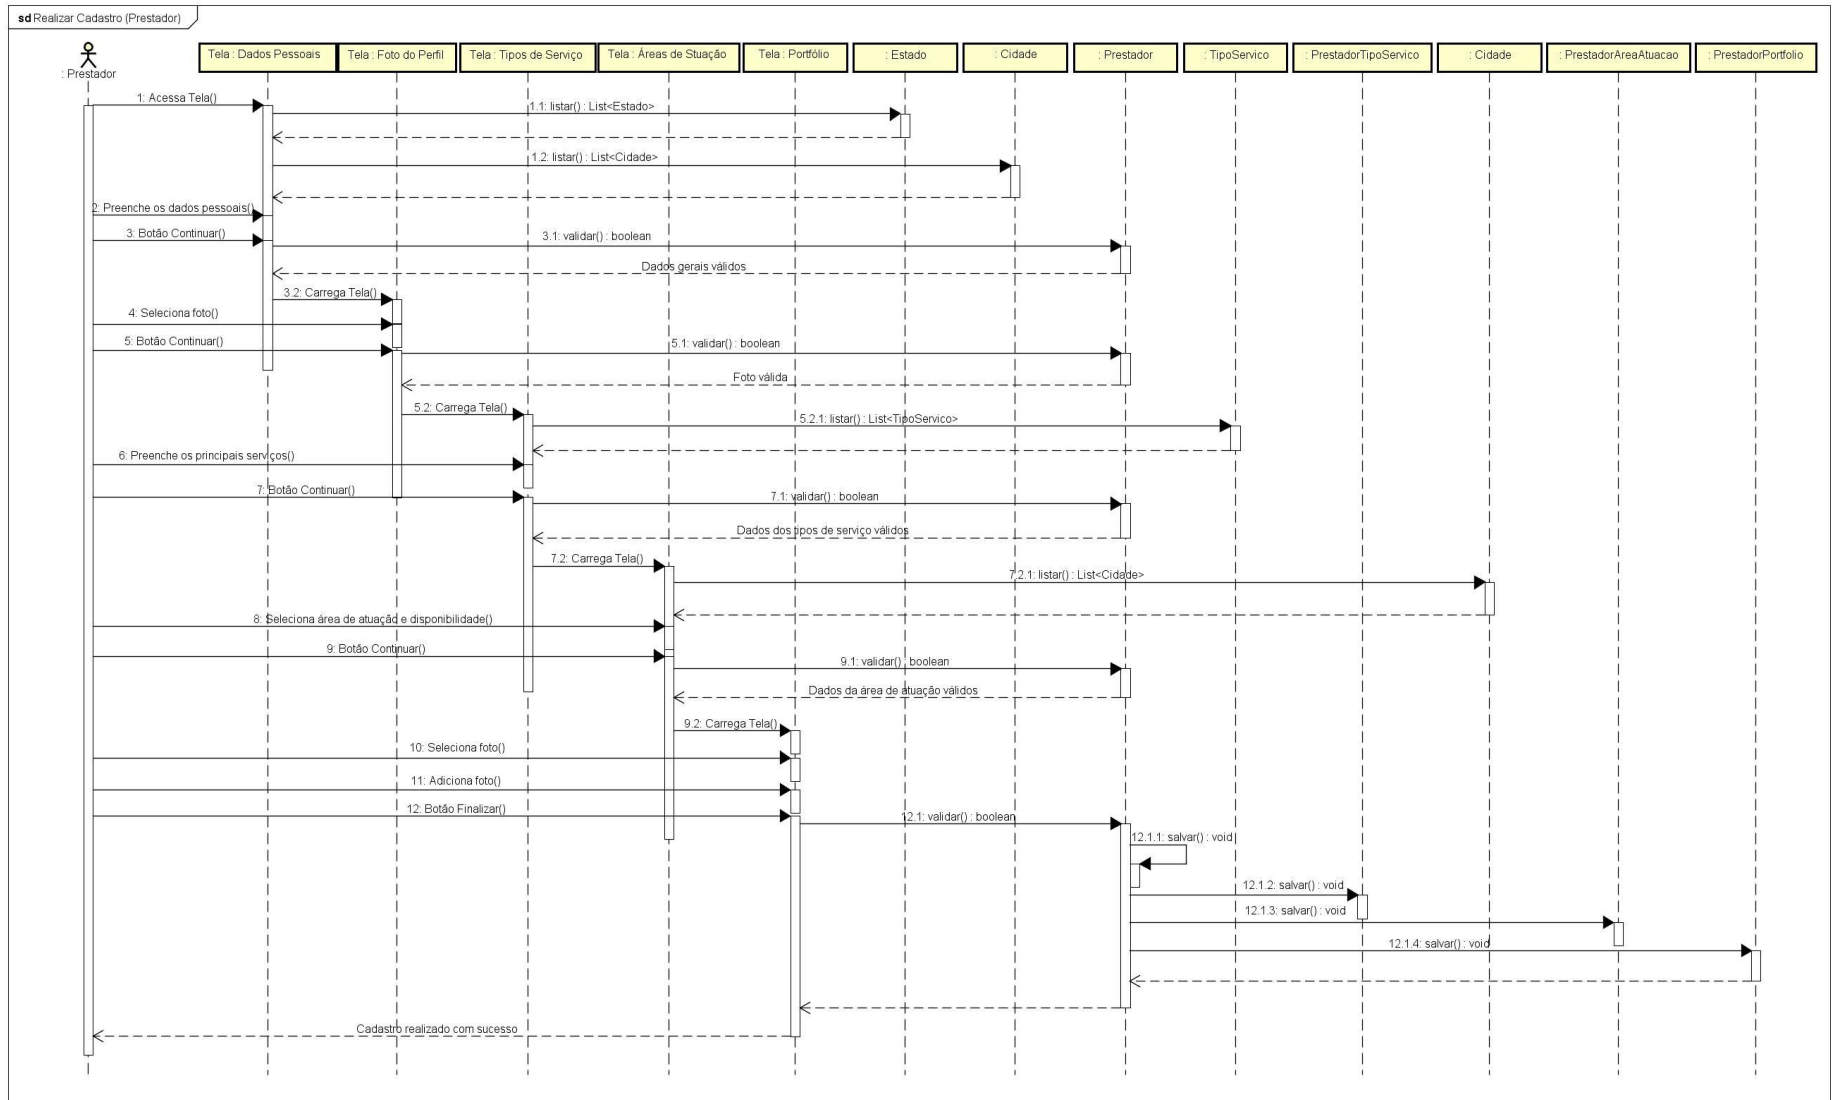 sd Realizar Cadastro (Prestador)
: Prestador
Tela : Dados Pessoais
Tela : Foto do Perfil
Tela : Tipos de Serviço
Tela : Áreas de Stuação
Tela : Portfólio
: Estado
: Cidade
: Prestador
: TipoServico
: PrestadorTipoServico
: Cidade
: PrestadorAreaAtuacao
: PrestadorPortfolio
1: Acessa Tela()
1.1: listar() : List<Estado>
1.2: listar() : List<Cidade>
2: Preenche os dados pessoais()
3: Botão Continuar()
3.1: validar() : boolean
Dados gerais válidos
3.2: Carrega Tela()
4: Seleciona foto()
5: Botão Continuar()
5.1: validar() : boolean
Foto válida
5.2: Carrega Tela()
5.2.1: listar() : List<TipoServico>
6: Preenche os principais serviços()
7: Botão Continuar()
7.1: validar() : boolean
Dados dos tipos de serviço válidos
7.2: Carrega Tela()
7.2.1: listar() : List<Cidade>
8: Seleciona área de atuação e disponibilidade()
9: Botão Continuar()
9.1: validar() : boolean
Dados da área de atuação válidos
9.2: Carrega Tela()
10: Seleciona foto()
11: Adiciona foto()
12: Botão Finalizar()
12.1: validar() : boolean
12.1.1: salvar() : void
12.1.2: salvar() : void
12.1.3: salvar() : void
12.1.4: salvar() : void
Cadastro realizado com sucesso